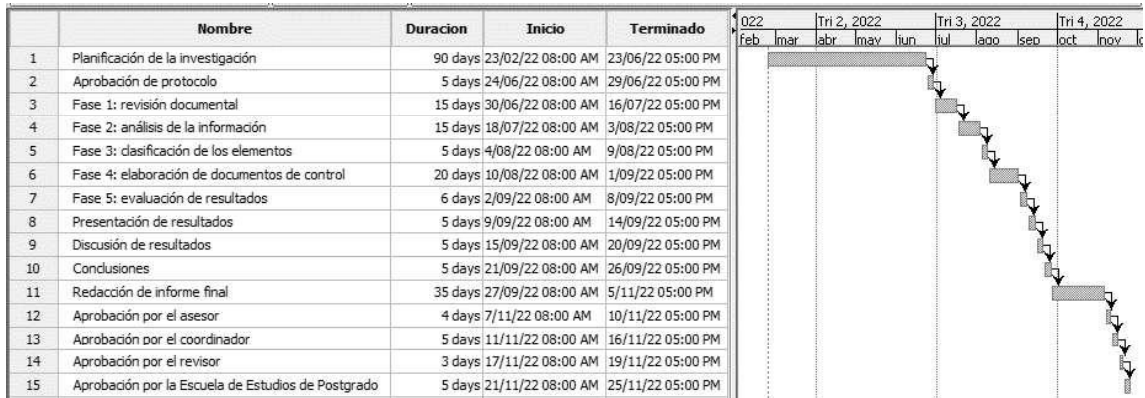 Nombre Duracion Inicio Terminado
022 Tri 2, 2022 Tri 3, 2022 Tri 4, 2022
feb mar abr may jun jul ago sep oct nov
1 Planificación de la investigación 90 days 23/02/22 08:00 AM 23/06/22 05:00 PM
2 Aprobación de protocolo 5 days 24/06/22 08:00 AM 29/06/22 05:00 PM
3 Fase 1: revisión documental 15 days 30/06/22 08:00 AM 16/07/22 05:00 PM
4 Fase 2: análisis de la información 15 days 18/07/22 08:00 AM 3/08/22 05:00 PM
5 Fase 3: clasificación de los elementos 5 days 4/08/22 08:00 AM 9/08/22 05:00 PM
6 Fase 4: elaboración de documentos de control 20 days 10/08/22 08:00 AM 1/09/22 05:00 PM
7 Fase 5: evaluación de resultados 6 days 2/09/22 08:00 AM 8/09/22 05:00 PM
8 Presentación de resultados 5 days 9/09/22 08:00 AM 14/09/22 05:00 PM
9 Discusión de resultados 5 days 15/09/22 08:00 AM 20/09/22 05:00 PM
10 Conclusiones 5 days 21/09/22 08:00 AM 26/09/22 05:00 PM
11 Redacción de informe final 35 days 27/09/22 08:00 AM 5/11/22 05:00 PM
12 Aprobación por el asesor 4 days 7/11/22 08:00 AM 10/11/22 05:00 PM
13 Aprobación por el coordinador 5 days 11/11/22 08:00 AM 16/11/22 05:00 PM
14 Aprobación por el revisor 3 days 17/11/22 08:00 AM 19/11/22 05:00 PM
15 Aprobación por la Escuela de Estudios de Postgrado 5 days 21/11/22 08:00 AM 25/11/22 05:00 PM